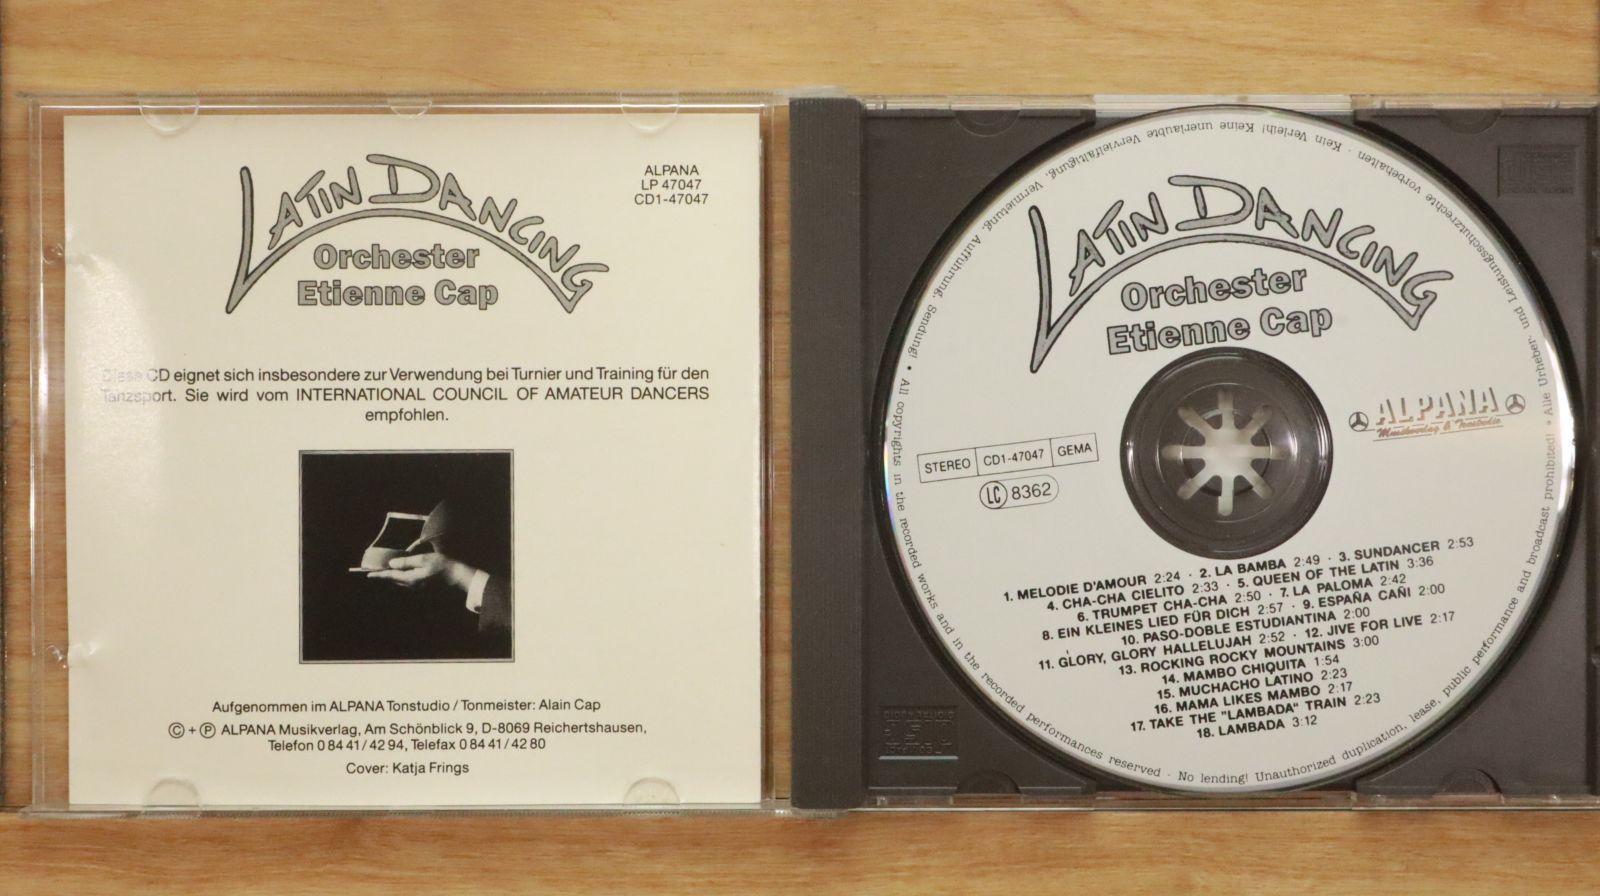 LATIN DANCING
Orchester
Etienne Cap
ALPANA
LP 47047
CD1-47047
Diese CD eignet sich insbesondere zur Verwendung bei Turnier und Training für den
Tanzsport. Sie wird vom INTERNATIONAL COUNCIL OF AMATEUR DANCERS
empfohlen.
Aufgenommen im ALPANA Tonstudio / Tonmeister: Alain Cap
© + ℗ ALPANA Musikverlag, Am Schönblick 9, D-8069 Reichertshausen,
Telefon 0 84 41 / 42 94, Telefax 0 84 41 / 42 80
Cover: Katja Frings
LATIN DANCING
Orchester
Etienne Cap
ALPANA
Musikverlag & Tonstudio
STEREO CD1-47047 GEMA
LC 8362
1. MELODIE D'AMOUR 2:24 · 2. LA BAMBA 2:49 · 3. SUNDANCER 2:53
4. CHA-CHA CIELITO 2:33 · 5. QUEEN OF THE LATIN 3:36
6. TRUMPET CHA-CHA 2:50 · 7. LA PALOMA 2:42
8. EIN KLEINES LIED FÜR DICH 2:57 · 9. ESPAÑA CAÑI 2:00
10. PASO-DOBLE ESTUDIANTINA 2:00
11. GLORY, GLORY HALLELUJAH 2:52 · 12. JIVE FOR LIVE 2:17
13. ROCKING ROCKY MOUNTAINS 3:00
14. MAMBO CHIQUITA 1:54
15. MUCHACHO LATINO 2:23
16. MAMA LIKES MAMBO 2:17
17. TAKE THE "LAMBADA" TRAIN 2:23
18. LAMBADA 3:12
• Alle Urheber- und Leistungsschutzrechte vorbehalten · Kein Verleih! Keine unerlaubte Vervielfältigung, Vermietung, Aufführung, Sendung! • All copyrights in the recorded works and in the recorded performances reserved · No lending! Unauthorized duplication, lease, public performance and broadcast prohibited!